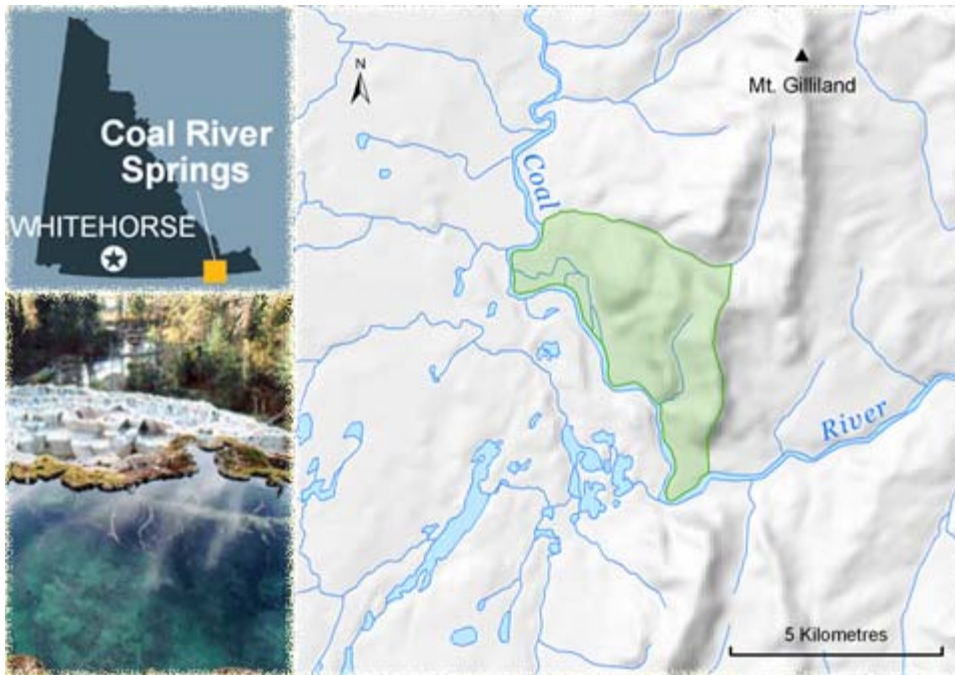 Coal River
Springs
WHITEHORSE
N
Mt. Gilliland
Coal
River
5 Kilometres